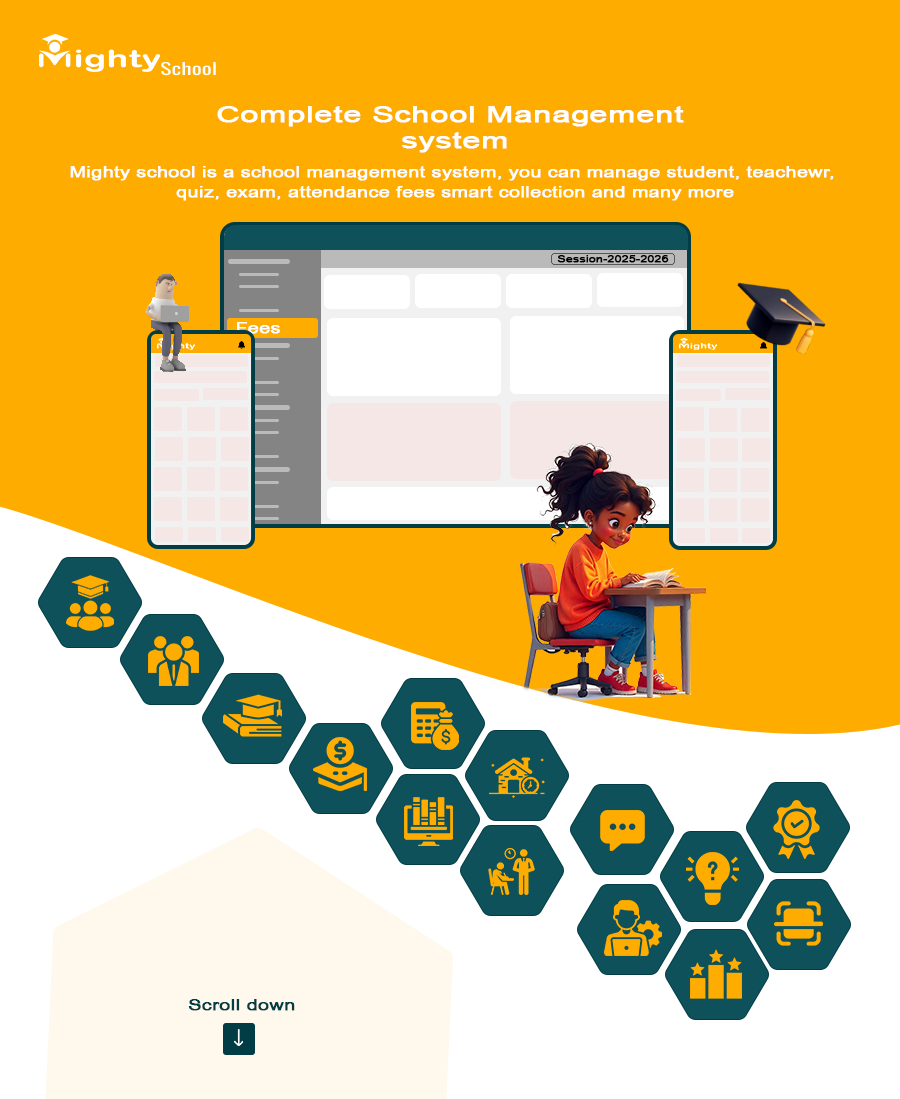 Mighty School
Complete School Management
system
Mighty school is a school management system, you can manage student, teachewr,
quiz, exam, attendance fees smart collection and many more
Session-2025-2026
Fees
Mighty
Mighty
Scroll down